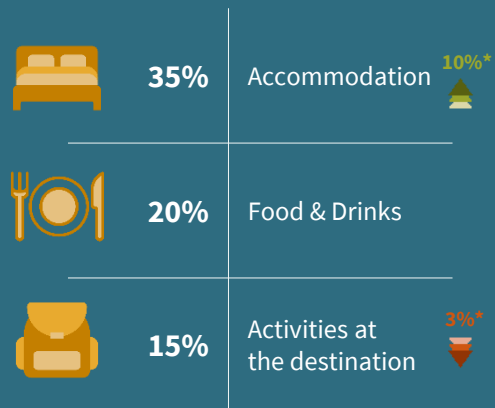 35%
Accommodation
10%*
20%
Food & Drinks
15%
Activities at
the destination
3%*